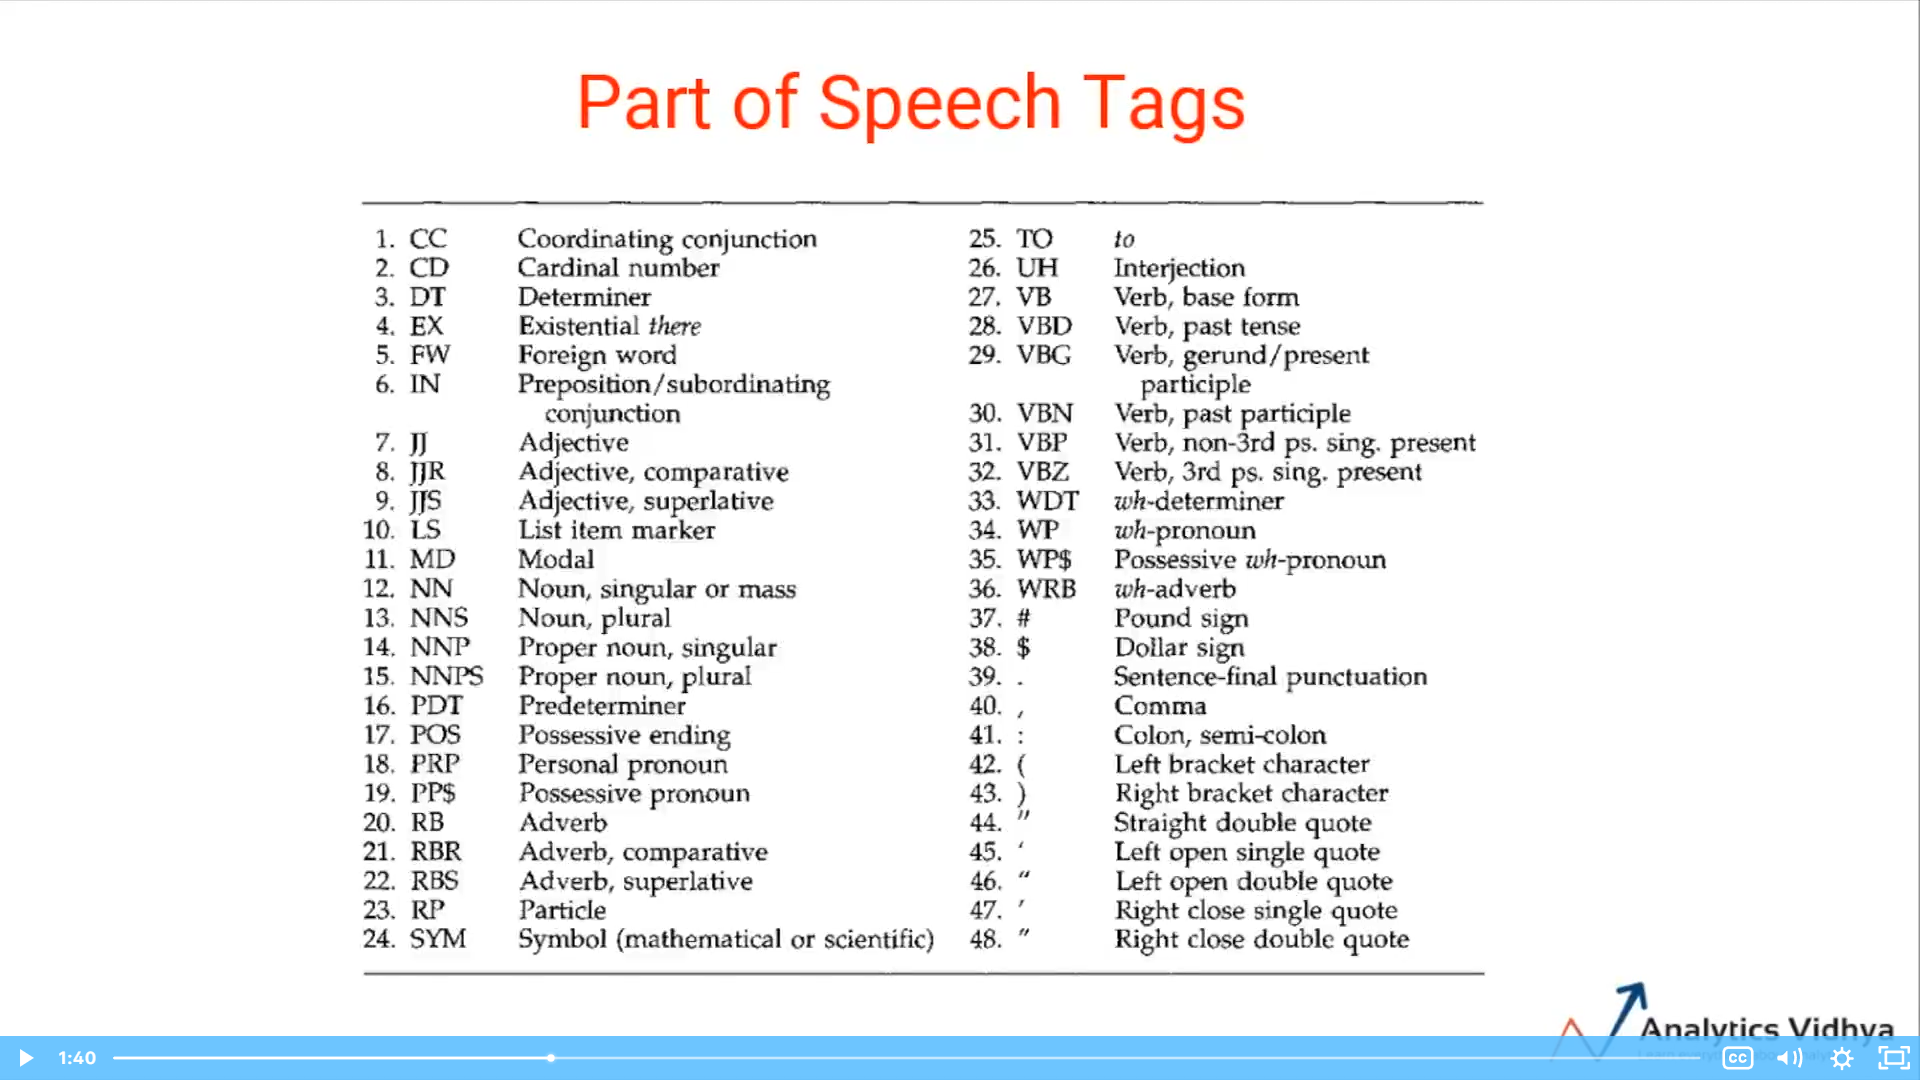 Part of Speech Tags
1. CC Coordinating conjunction
2. CD Cardinal number
3. DT Determiner
4. EX Existential there
5. FW Foreign word
6. IN Preposition/subordinating
conjunction
7. JJ Adjective
8. JJR Adjective, comparative
9. JJS Adjective, superlative
10. LS List item marker
11. MD Modal
12. NN Noun, singular or mass
13. NNS Noun, plural
14. NNP Proper noun, singular
15. NNPS Proper noun, plural
16. PDT Predeterminer
17. POS Possessive ending
18. PRP Personal pronoun
19. PP$ Possessive pronoun
20. RB Adverb
21. RBR Adverb, comparative
22. RBS Adverb, superlative
23. RP Particle
24. SYM Symbol (mathematical or scientific)
25. TO to
26. UH Interjection
27. VB Verb, base form
28. VBD Verb, past tense
29. VBG Verb, gerund/present
participle
30. VBN Verb, past participle
31. VBP Verb, non-3rd ps. sing. present
32. VBZ Verb, 3rd ps. sing. present
33. WDT wh-determiner
34. WP wh-pronoun
35. WP$ Possessive wh-pronoun
36. WRB wh-adverb
37. # Pound sign
38. $ Dollar sign
39. . Sentence-final punctuation
40. , Comma
41. : Colon, semi-colon
42. ( Left bracket character
43. ) Right bracket character
44. " Straight double quote
45. ‘ Left open single quote
46. “ Left open double quote
47. ’ Right close single quote
48. ” Right close double quote
Analytics Vidhya
1:40
CC